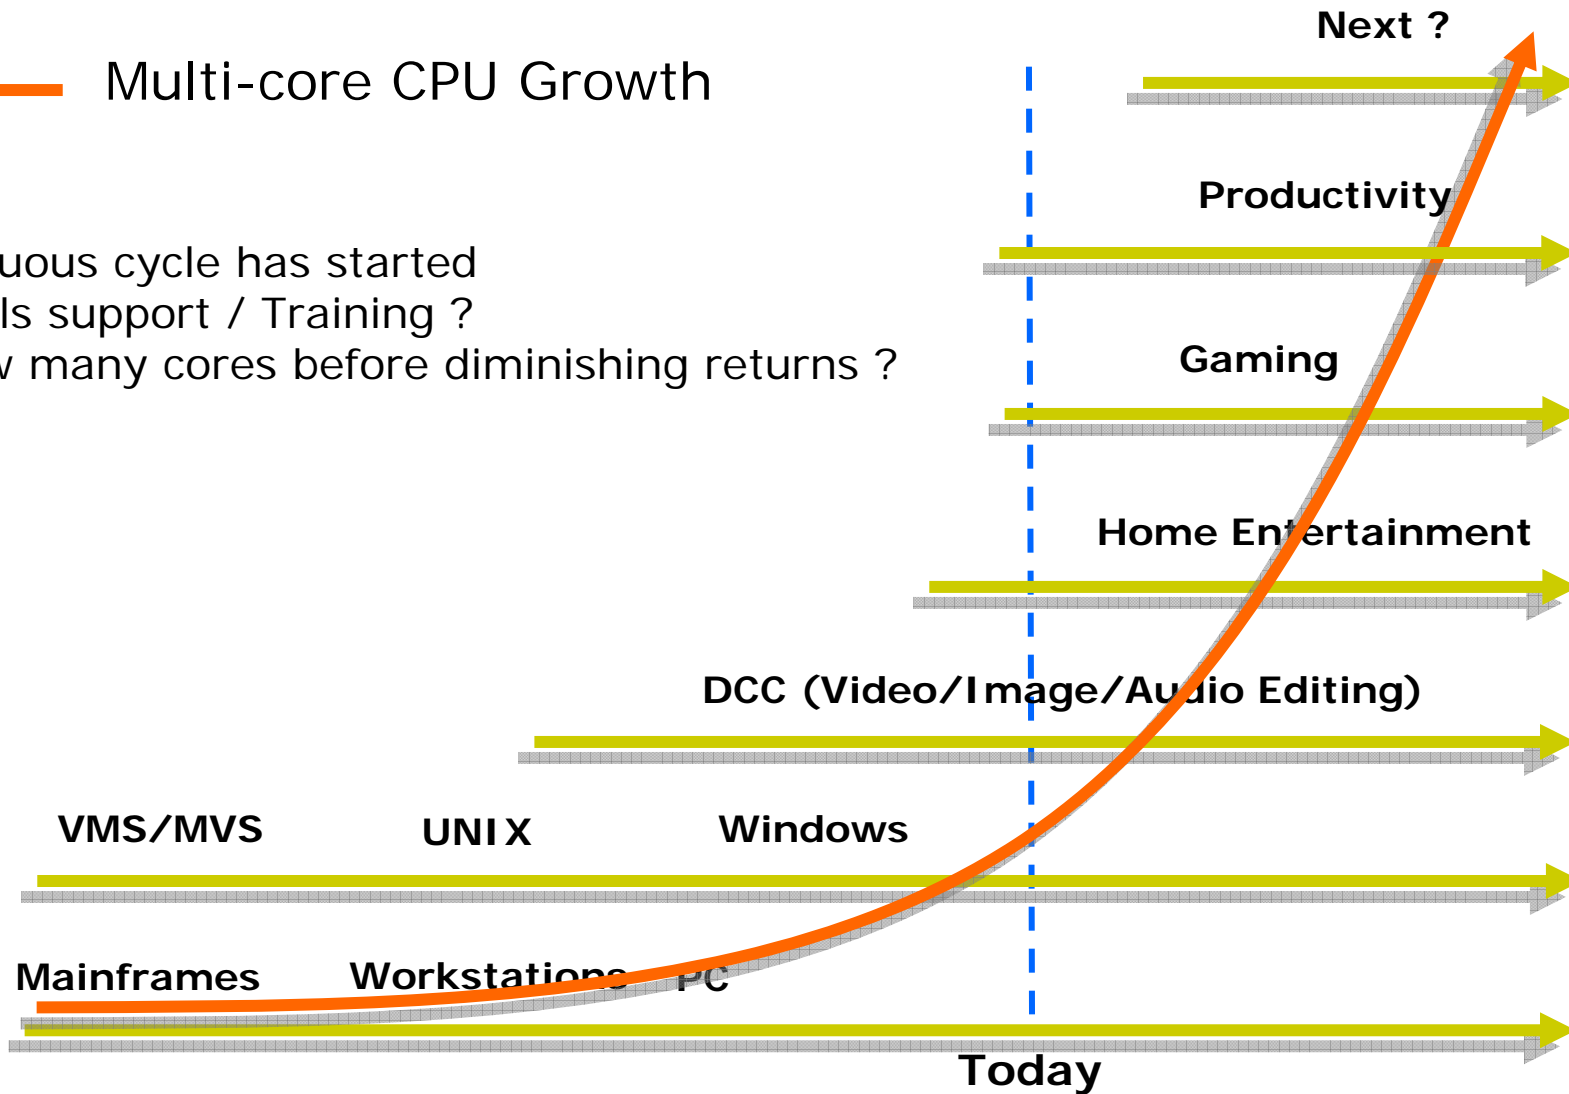 Next ?
Multi-core CPU Growth
Productivity
uous cycle has started
ls support / Training ?
w many cores before diminishing returns ?
Gaming
Home Entertainment
DCC (Video/Image/Audio Editing)
VMS/MVS UNIX Windows
Mainframes Workstations PC
Today